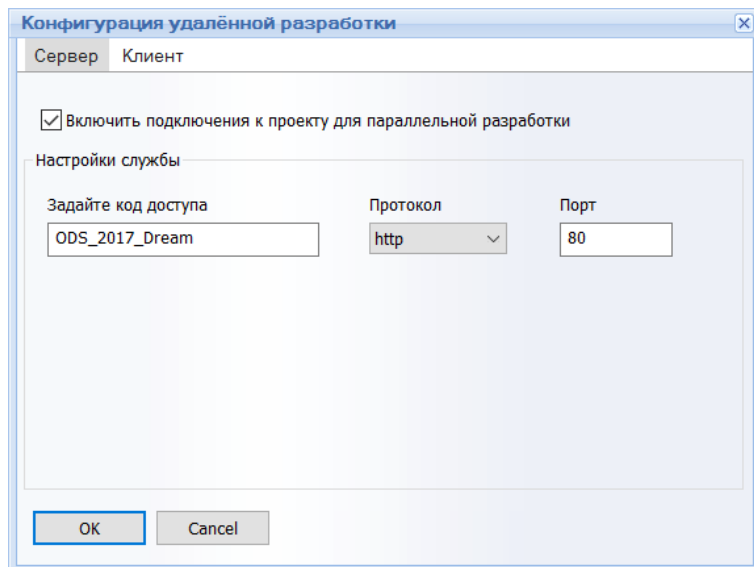 Конфигурация удалённой разработки
Сервер Клиент
Включить подключения к проекту для параллельной разработки
Настройки службы
Задайте код доступа Протокол Порт
ODS_2017_Dream http 80
OK Cancel